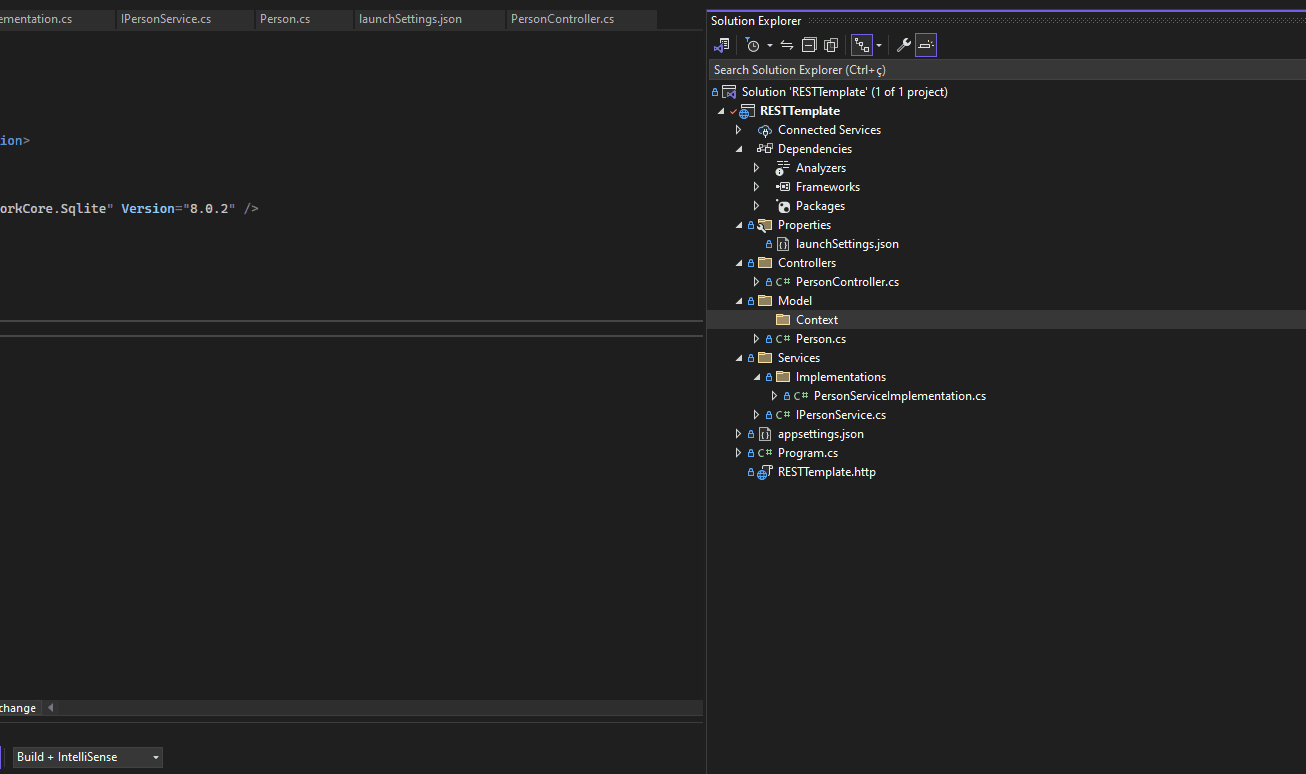 ementation.cs IPersonService.cs Person.cs launchSettings.json PersonController.cs
ion>
orkCore.Sqlite" Version="8.0.2" />
change
Build + IntelliSense
Solution Explorer
Search Solution Explorer (Ctrl+ç)
Solution 'RESTTemplate' (1 of 1 project)
RESTTemplate
Connected Services
Dependencies
Analyzers
Frameworks
Packages
Properties
launchSettings.json
Controllers
C# PersonController.cs
Model
Context
C# Person.cs
Services
Implementations
C# PersonServiceImplementation.cs
C# IPersonService.cs
appsettings.json
C# Program.cs
RESTTemplate.http